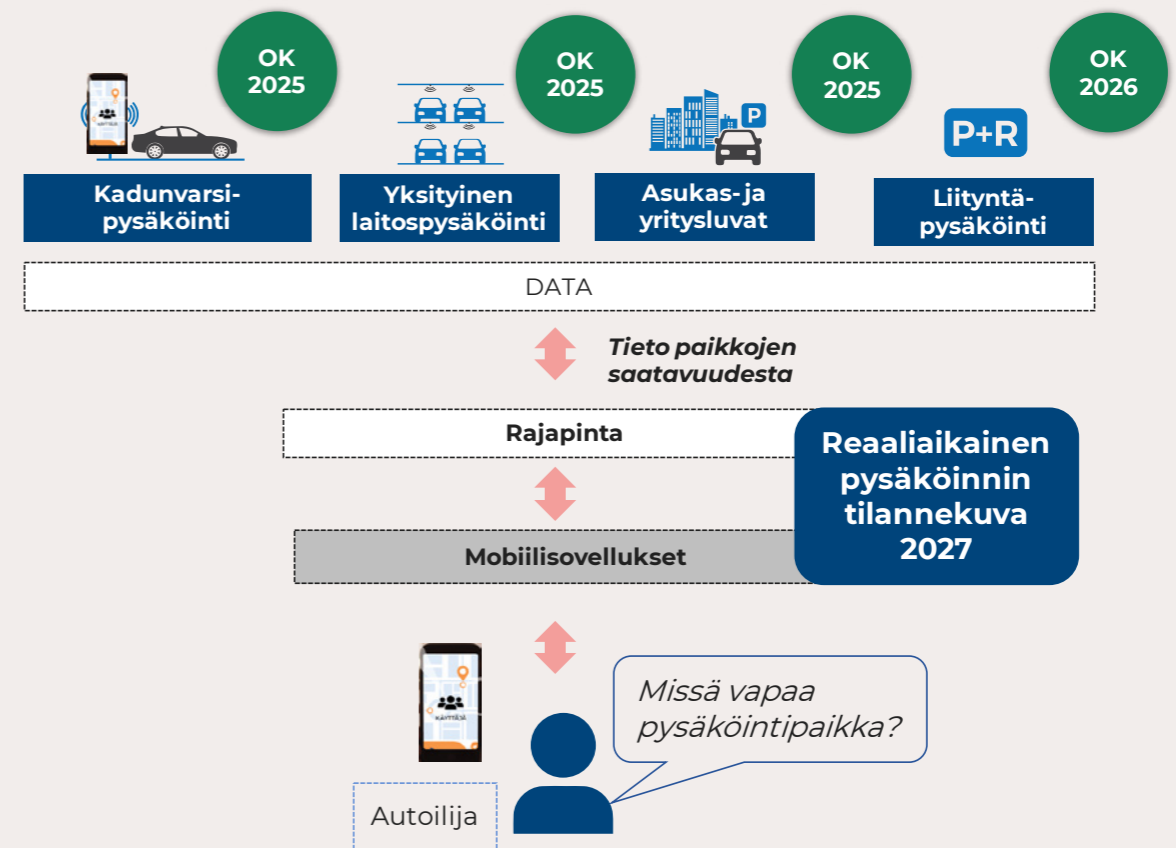 OK
2025
OK
2025
OK
2025
OK
2026
P
P+R
Kadunvarsi-
pysäköinti
Yksityinen
laitospysäköinti
Asukas- ja
yritysluvat
Liityntä-
pysäköinti
DATA
Tieto paikkojen
saatavuudesta
Rajapinta
Reaaliaikainen
pysäköinnin
tilannekuva
2027
Mobiilisovellukset
Missä vapaa
pysäköintipaikka?
Autoilija